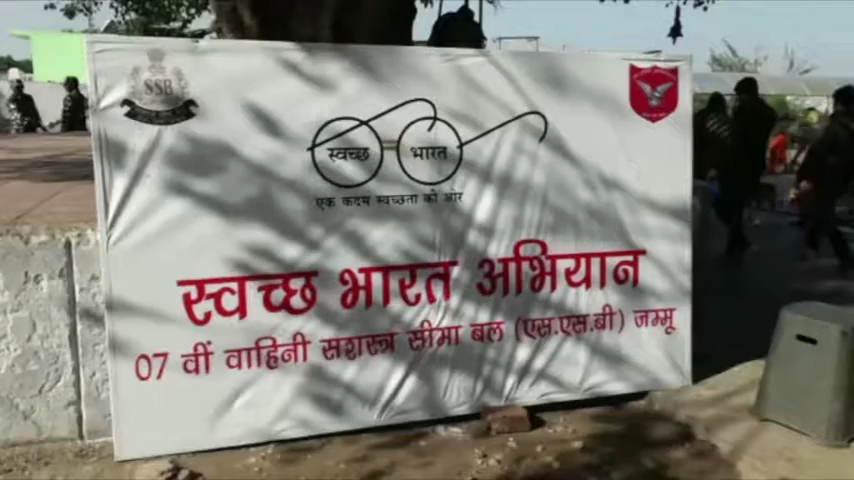 SSB
स्वच्छ भारत
एक कदम स्वच्छता की ओर
स्वच्छ भारत अभियान
07 वीं वाहिनी सशस्त्र सीमा बल (एस.एस.बी) जम्मू